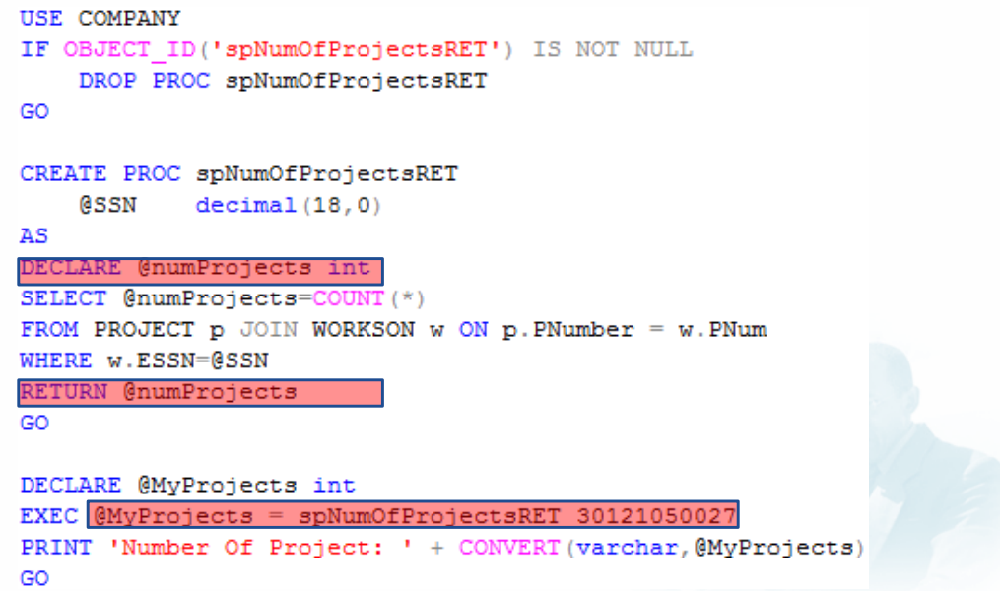 USE COMPANY
IF OBJECT_ID('spNumOfProjectsRET') IS NOT NULL
    DROP PROC spNumOfProjectsRET
GO

CREATE PROC spNumOfProjectsRET
    @SSN    decimal(18,0)
AS
DECLARE @numProjects int
SELECT @numProjects=COUNT(*)
FROM PROJECT p JOIN WORKSON w ON p.PNumber = w.PNum
WHERE w.ESSN=@SSN
RETURN @numProjects
GO

DECLARE @MyProjects int
EXEC @MyProjects = spNumOfProjectsRET 30121050027
PRINT 'Number Of Project: ' + CONVERT(varchar,@MyProjects)
GO